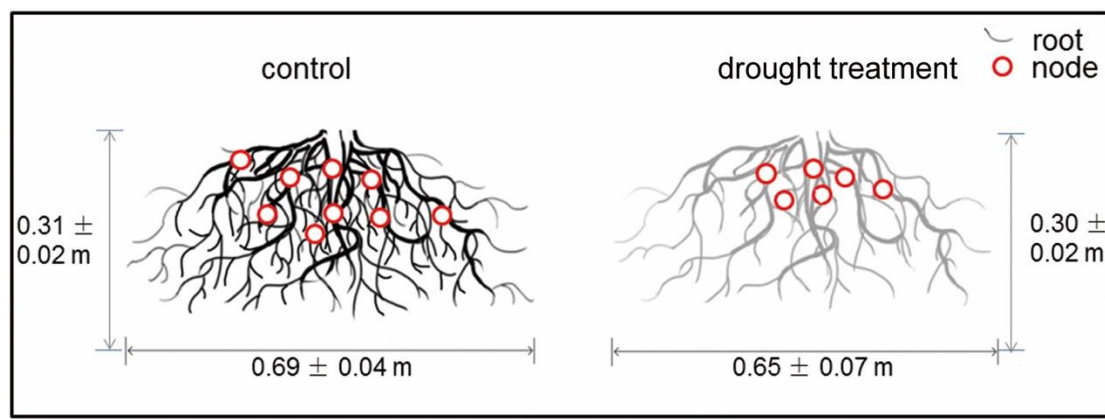 control
drought treatment
root
node
0.31 ±
0.02 m
0.30 ±
0.02 m
0.69 ± 0.04 m
0.65 ± 0.07 m